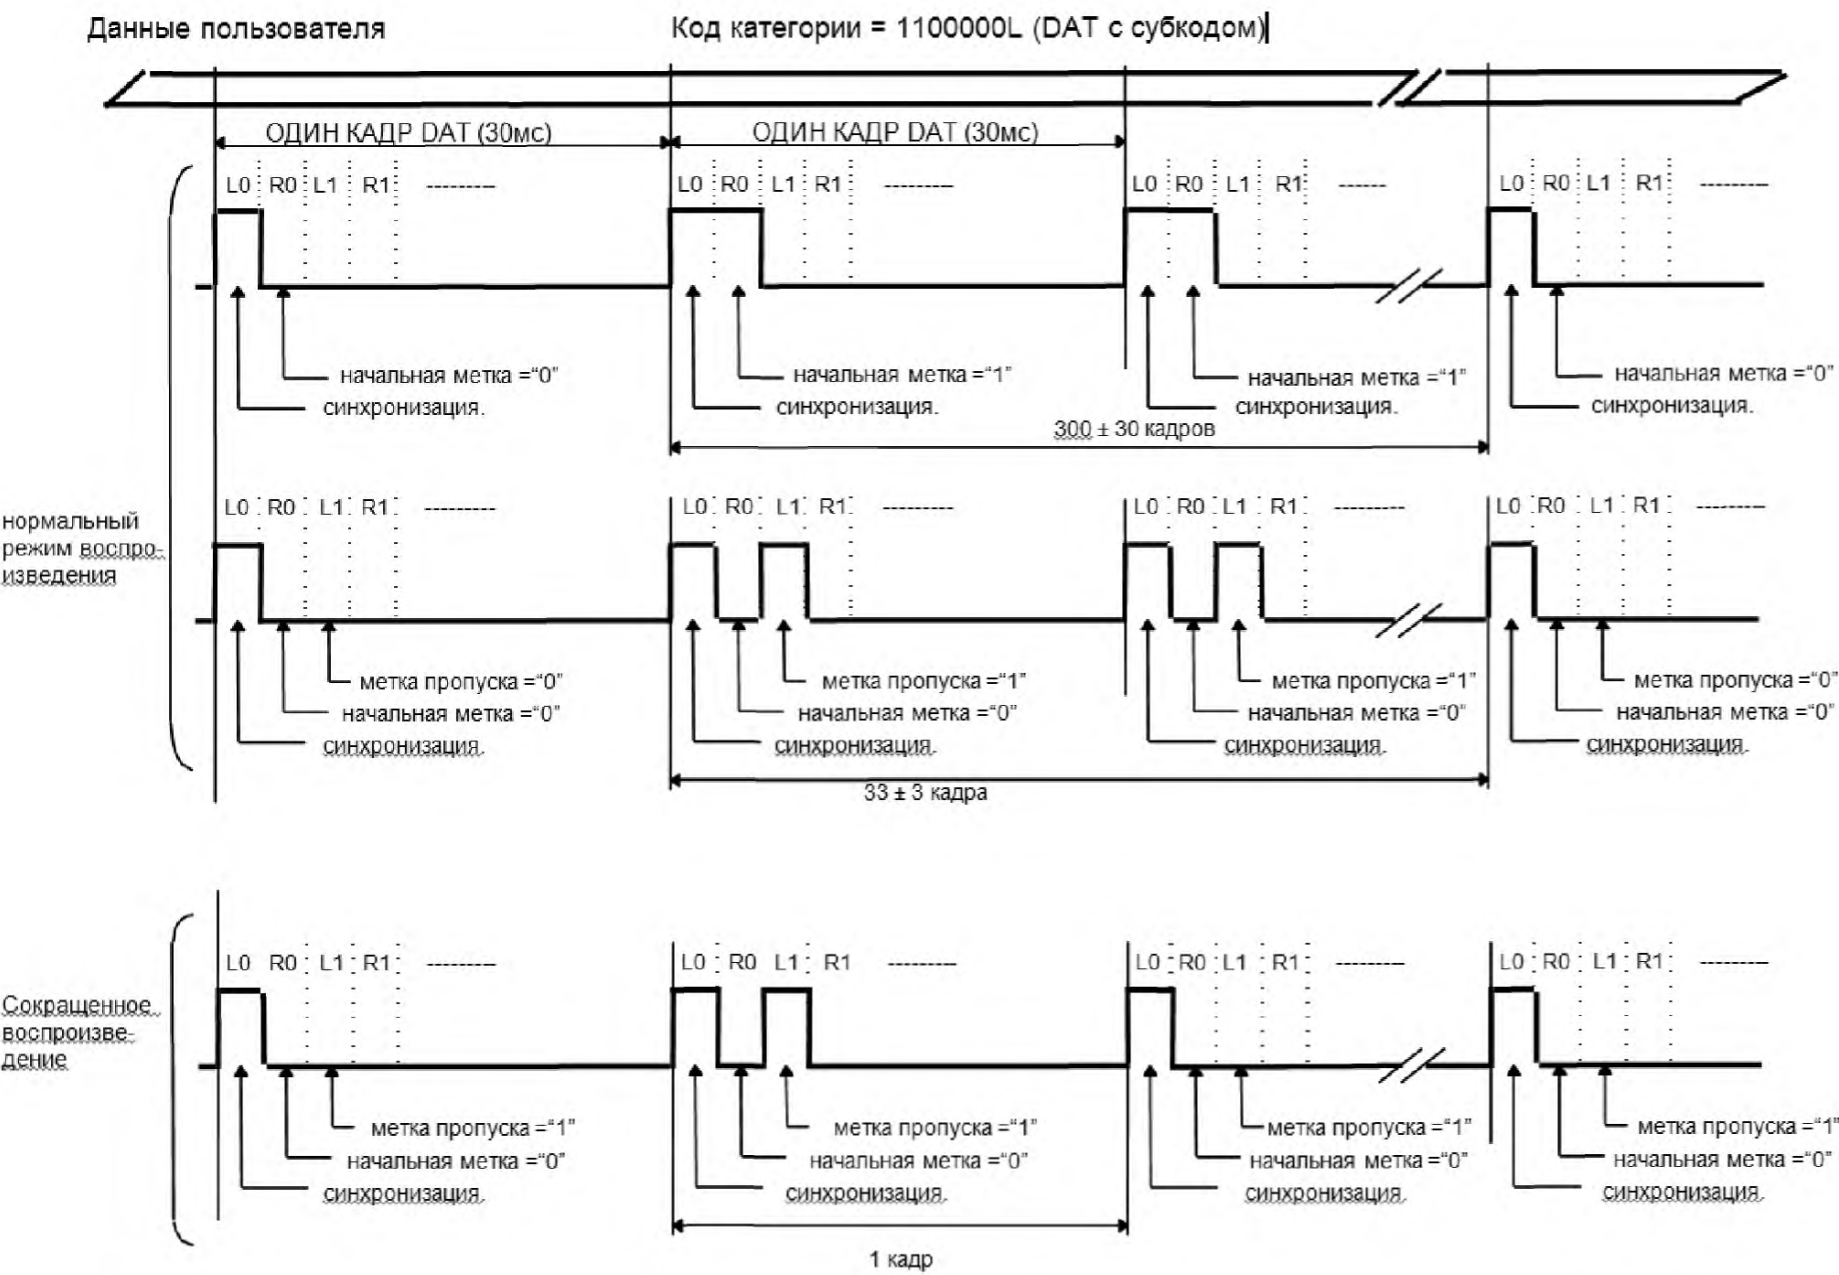 Данные пользователя
Код категории = 1100000L (DAT с субкодом)
ОДИН КАДР DAT (30мс)
ОДИН КАДР DAT (30мс)
L0 R0 L1 R1 ---------
L0 R0 L1 R1 ---------
L0 R0 L1 R1 ------
L0 R0 L1 R1 ---------
начальная метка =“0”
начальная метка =“1”
начальная метка =“1”
начальная метка =“0”
синхронизация.
синхронизация.
синхронизация.
синхронизация.
300 ± 30 кадров
нормальный
режим воспро-
изведения
L0 R0 L1 R1 ---------
L0 R0 L1 R1 ---------
L0 R0 L1 R1 ---------
L0 R0 L1 R1 ---------
метка пропуска =“0”
метка пропуска =“1”
метка пропуска =“1”
метка пропуска =“0”
начальная метка =“0”
начальная метка =“0”
начальная метка =“0”
начальная метка =“0”
синхронизация.
синхронизация.
синхронизация.
синхронизация.
33 ± 3 кадра
Сокращенное
воспроизве-
дение
L0 R0 L1 R1 ---------
L0 R0 L1 R1 ---------
L0 R0 L1 R1 ---------
L0 R0 L1 R1 ---------
метка пропуска =“1”
метка пропуска =“1”
метка пропуска =“1”
метка пропуска =“1”
начальная метка =“0”
начальная метка =“0”
начальная метка =“0”
начальная метка =“0”
синхронизация.
синхронизация.
синхронизация.
синхронизация.
1 кадр